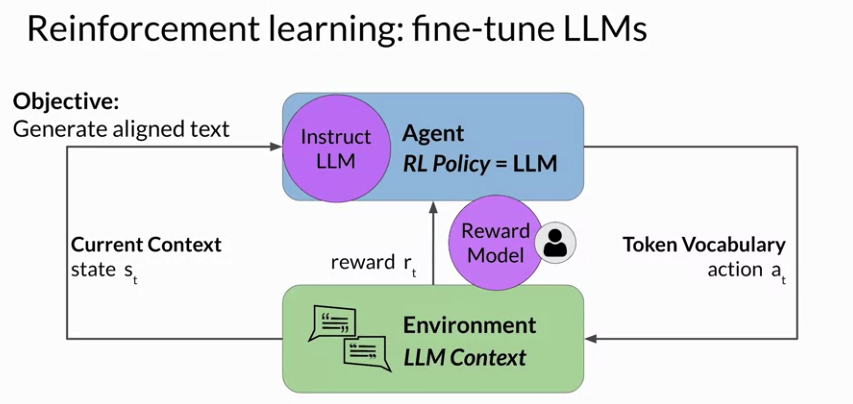 Reinforcement learning: fine-tune LLMs
Objective:
Generate aligned text
Instruct
LLM
Agent
RL Policy = LLM
Current Context
state s_t
reward r_t
Reward
Model
Token Vocabulary
action a_t
Environment
LLM Context